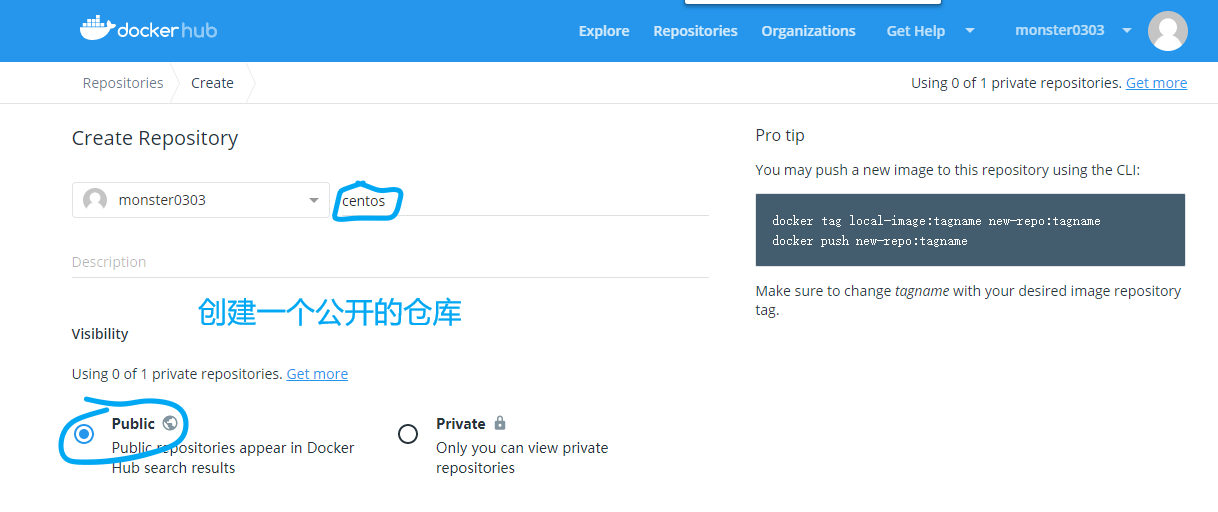 dockerhub
Explore Repositories Organizations Get Help monster0303
Repositories Create
Using 0 of 1 private repositories. Get more
Create Repository
monster0303
centos
Description
创建一个公开的仓库
Visibility
Using 0 of 1 private repositories. Get more
Public
Public repositories appear in Docker
Hub search results
Private
Only you can view private
repositories
Pro tip
You may push a new image to this repository using the CLI:
docker tag local-image:tagname new-repo:tagname
docker push new-repo:tagname
Make sure to change tagname with your desired image repository
tag.